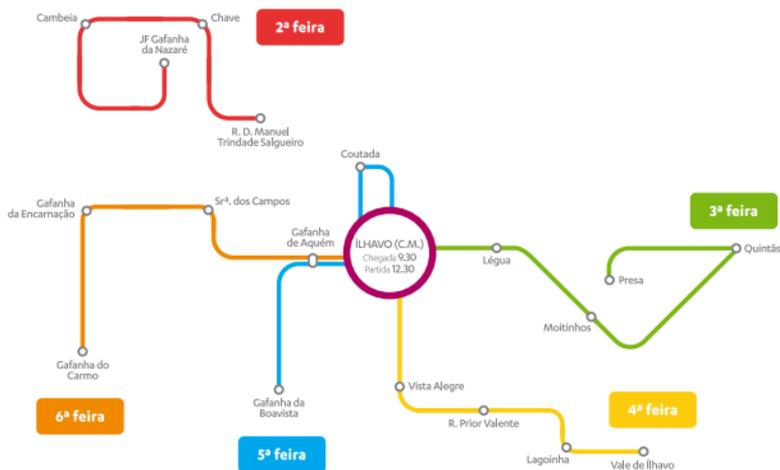 Cambeia
Chave
2ª feira
JF Gafanha
da Nazaré
R. D. Manuel
Trindade Salgueiro
Coutada
Gafanha
da Encarnação
Srª. dos Campos
3ª feira
Gafanha
de Aquém
ÍLHAVO (C.M.)
Chegada 9.30
Partida 12.30
Légua
Quintãs
Presa
Moitinhos
Gafanha do
Carmo
Vista Alegre
Gafanha da
Boavista
6ª feira
4ª feira
R. Prior Valente
5ª feira
Lagoinha
Vale de Ílhavo